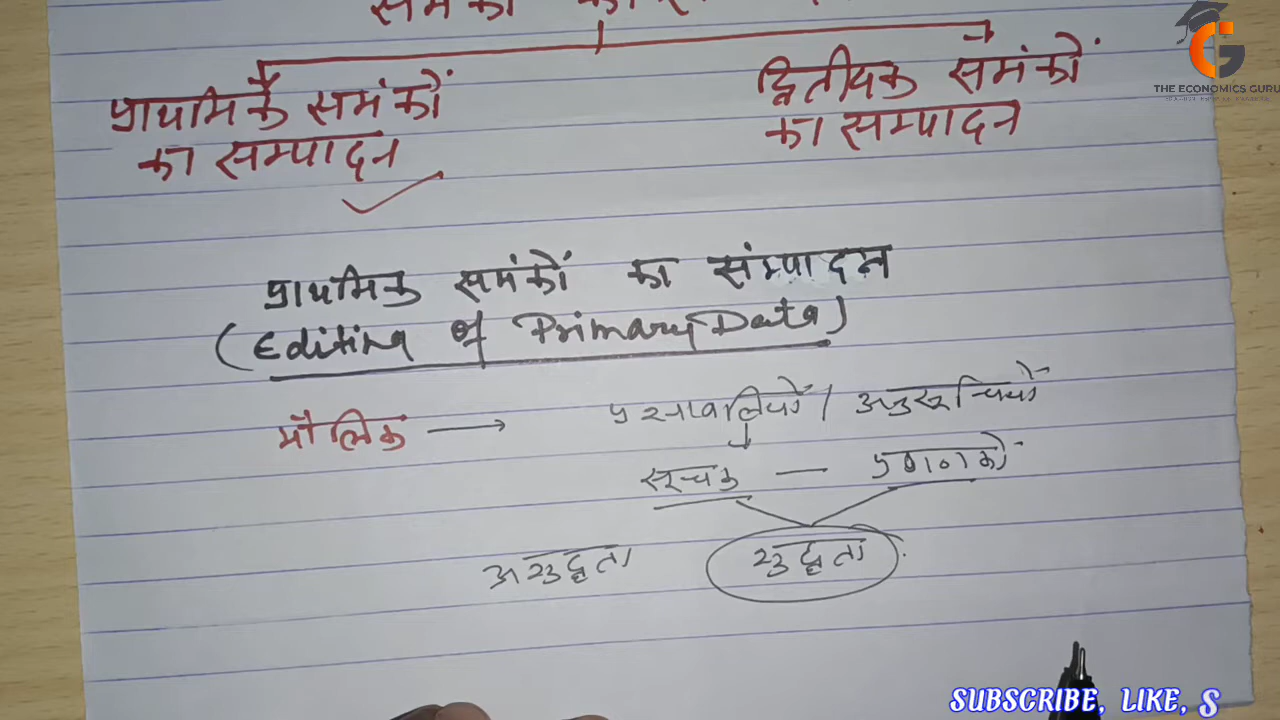 प्राथमिक समंकों
का सम्पादन
द्वितीयक समंकों
का सम्पादन
THE ECONOMICS GURU
प्राथमिक समंकों का संम्पादन
(Editing of Primary Data)
मौलिक → प्रश्नावलियों / अनुसूचियों
सूचक — प्रगणकों
अशुद्धता शुद्धता
SUBSCRIBE, LIKE, S